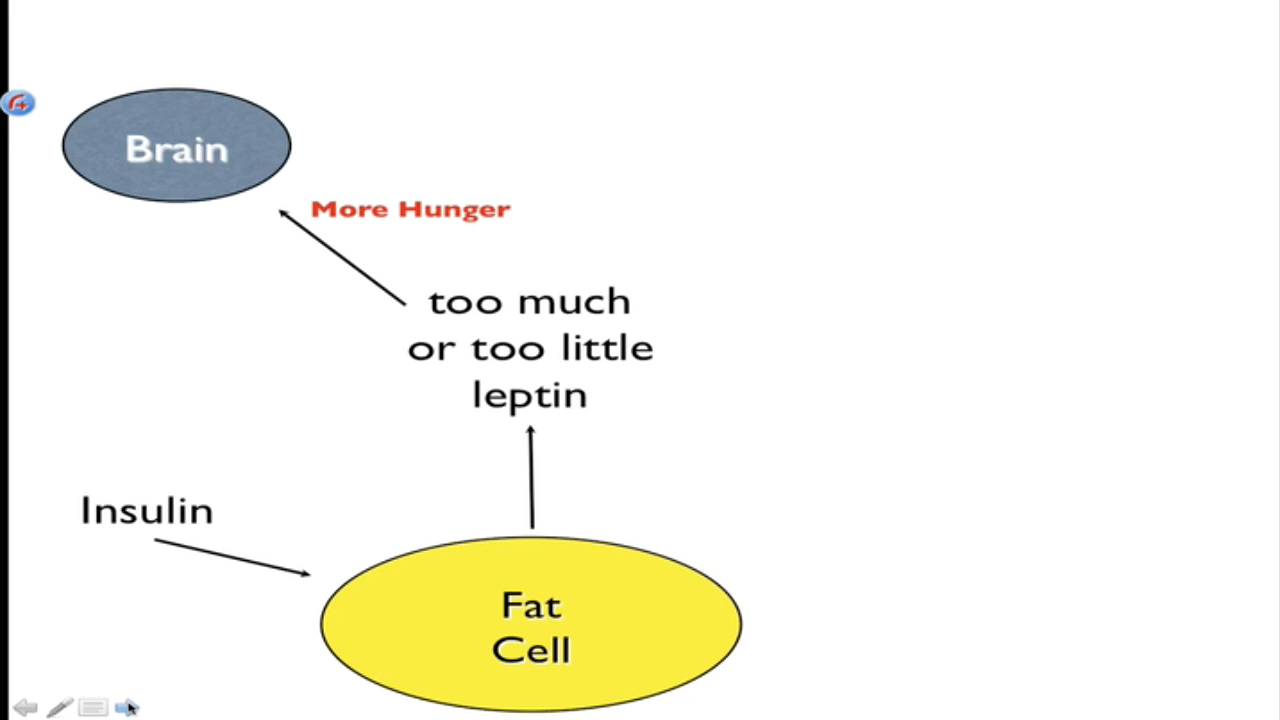 Brain
More Hunger
too much
or too little
leptin
Insulin
Fat
Cell